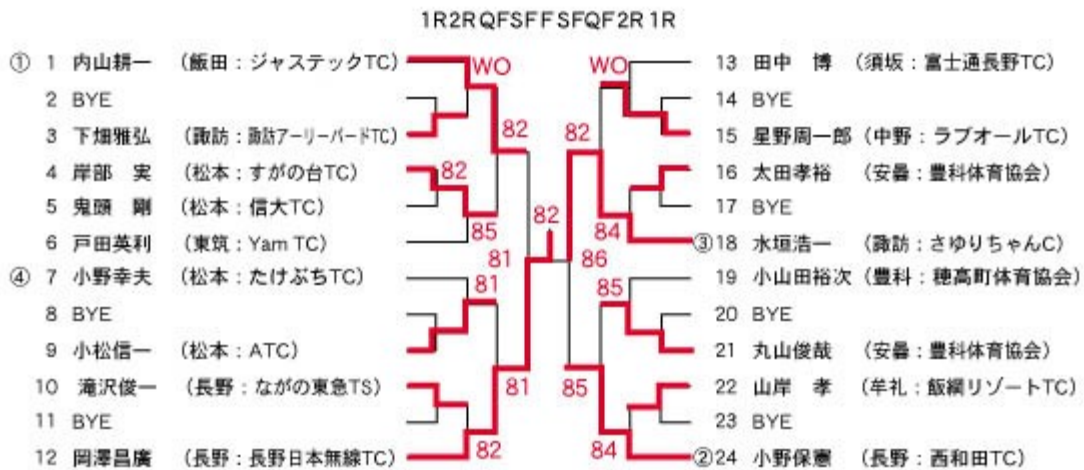 1R2RQFSFFSFQF2R1R
① 1 内山耕一 (飯田：ジャステックTC)
2 BYE
3 下畑雅弘 (諏訪：諏訪アーリーバードTC)
4 岸部 実 (松本：すがの台TC)
5 鬼頭 剛 (松本：信大TC)
6 戸田英利 (東筑：Yam TC)
④ 7 小野幸夫 (松本：たけぶちTC)
8 BYE
9 小松信一 (松本：ATC)
10 滝沢俊一 (長野：ながの東急TS)
11 BYE
12 岡澤昌廣 (長野：長野日本無線TC)
WO
82
82
85
81
81
81
82
82
WO
82
84
86
85
85
84
13 田中 博 (須坂：富士通長野TC)
14 BYE
15 星野周一郎 (中野：ラブオールTC)
16 太田孝裕 (安曇：豊科体育協会)
17 BYE
③ 18 水垣浩一 (諏訪：さゆりちゃんC)
19 小山田裕次 (豊科：穂高町体育協会)
20 BYE
21 丸山俊哉 (安曇：豊科体育協会)
22 山岸 孝 (牟礼：飯綱リゾートTC)
23 BYE
② 24 小野保憲 (長野：西和田TC)